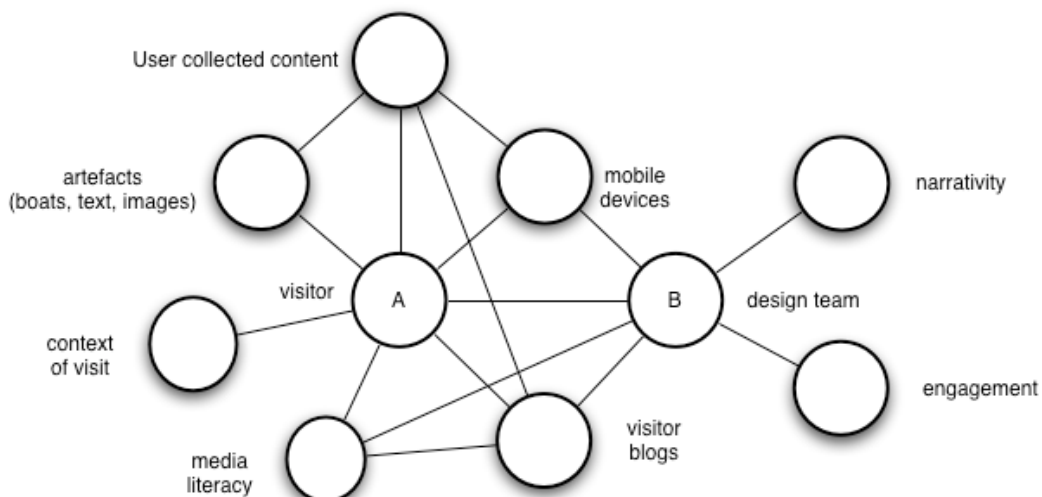 User collected content
artefacts
(boats, text, images)
mobile
devices
narrativity
visitor
A
B
design team
context
of visit
engagement
visitor
blogs
media
literacy